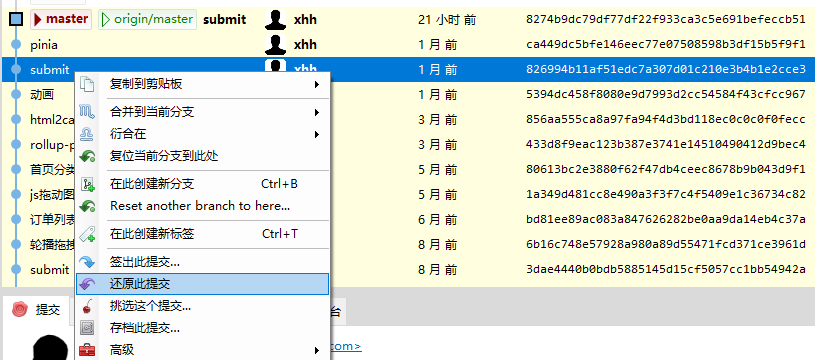 master origin/master submit xhh 21 小时 前 8274b9dc79df77df22f933ca3c5e691befeccb51
pinia xhh 1 月 前 ca449dc5bfe146eec77e07508598b3df15b5f9f1
submit xhh 1 月 前 826994b11af51edc7a307d01c210e3b4b1e2cce3
动画 1 月 前 5394dc458f8080e9d7993d2cc54584f43cfcc967
html2ca 3 月 前 856aa555ca8a97fa94f4d3bd118ec0c0c0f0fecc
rollup-p 3 月 前 433d8f9eac123b387e3741e14510490412d9bec4
首页分类 5 月 前 80613bc2e3880f62f47db4ceec8678b9b043d9f1
js拖动图 5 月 前 1a349d481cc8e490a3f3f7c4f5409e1c36734c82
订单列表 6 月 前 bd81ee89ac083a847626282be0aa9da14eb4c37a
轮播拖拽 8 月 前 6b16c748e57928a980a89d55471fcd371ce3961d
submit 8 月 前 3dae4440b0bdb5885145d15cf5057cc1bb54942a
复制到剪贴板
合并到当前分支
衍合在
复位当前分支到此处
在此创建新分支 Ctrl+B
Reset another branch to here...
在此创建新标签 Ctrl+T
签出此提交...
还原此提交
挑选这个提交...
存档此提交...
高级
提交
台
com>